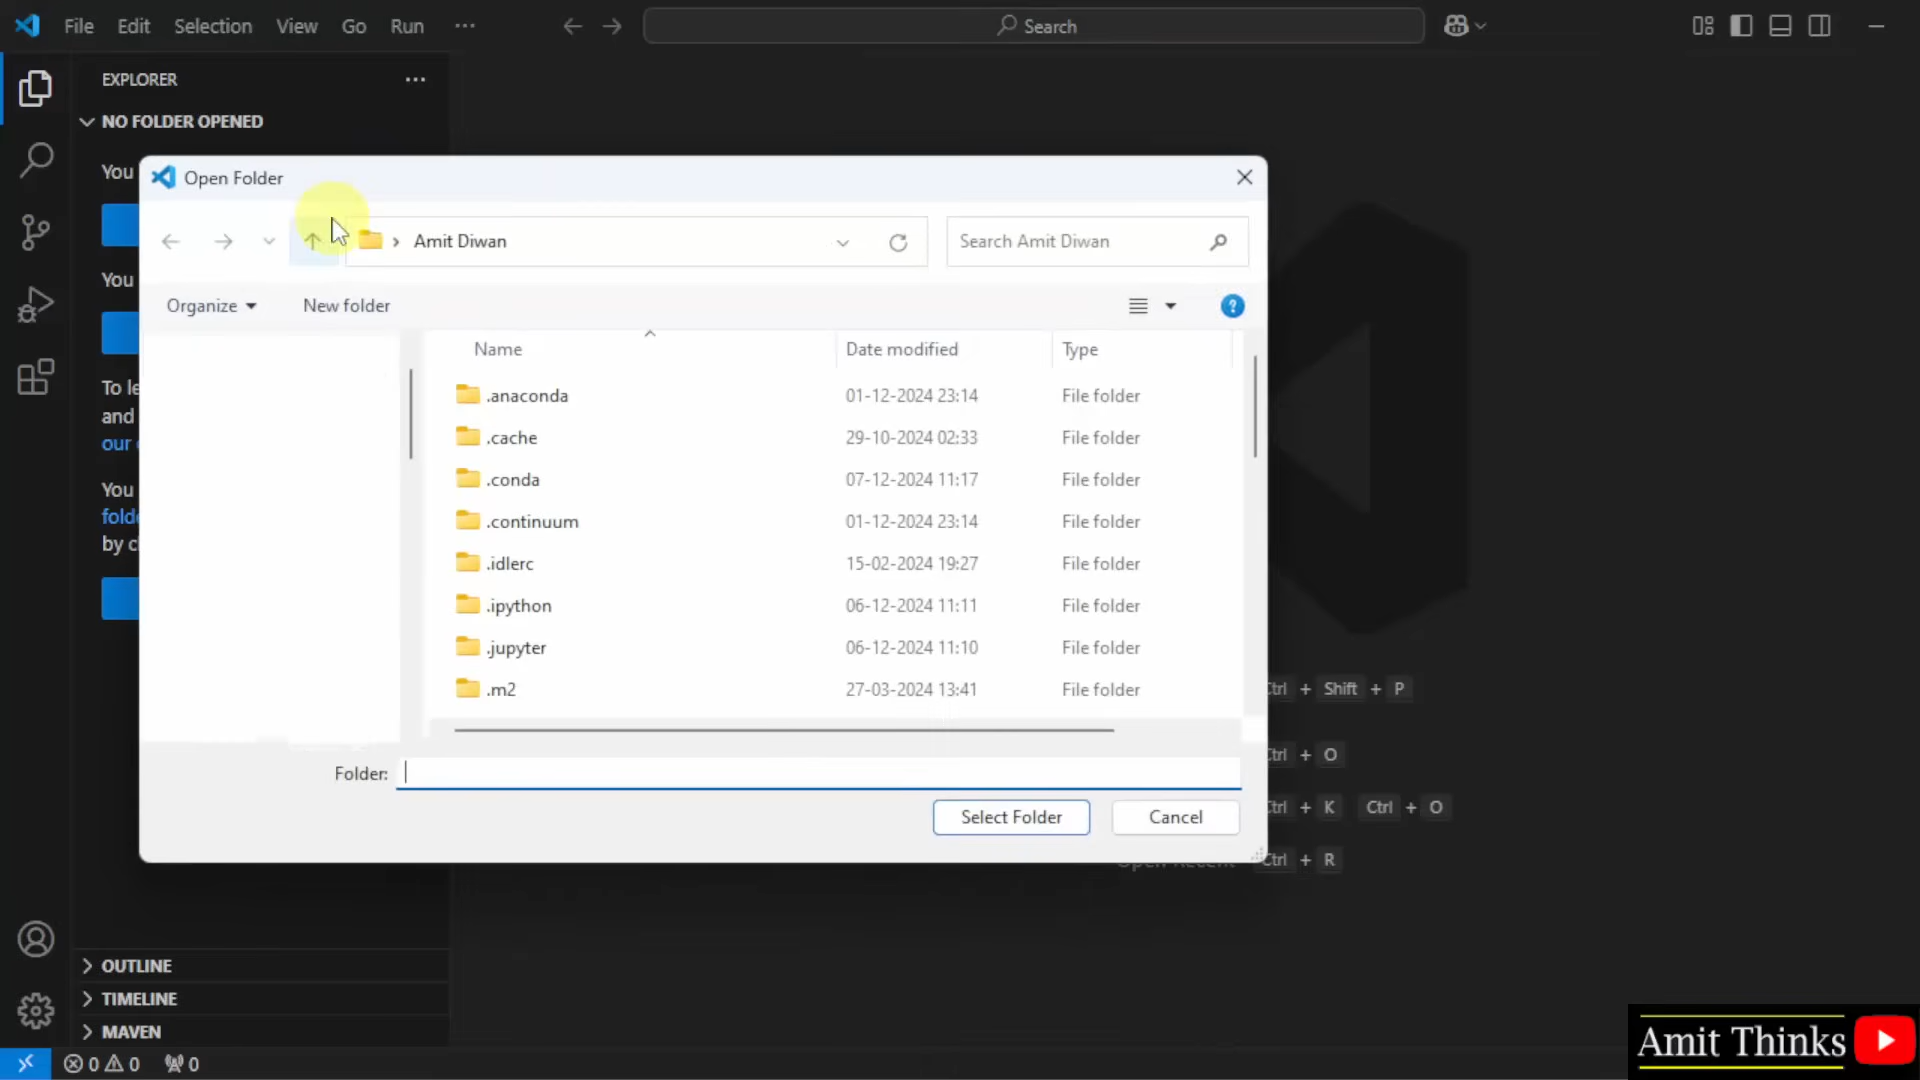 File Edit Selection View Go Run ···
Search
EXPLORER
NO FOLDER OPENED
You
You
To le
and
our
You
folde
by cl
Open Folder
Amit Diwan
Search Amit Diwan
Organize
New folder
Name Date modified Type
.anaconda 01-12-2024 23:14 File folder
.cache 29-10-2024 02:33 File folder
.conda 07-12-2024 11:17 File folder
.continuum 01-12-2024 23:14 File folder
.idlerc 15-02-2024 19:27 File folder
.ipython 06-12-2024 11:11 File folder
.jupyter 06-12-2024 11:10 File folder
.m2 27-03-2024 13:41 File folder
Folder:
Select Folder Cancel
Ctrl + Shift + P
Ctrl + O
Ctrl + K Ctrl + O
Open Recent Ctrl + R
OUTLINE
TIMELINE
MAVEN
0 0 0
Amit Thinks